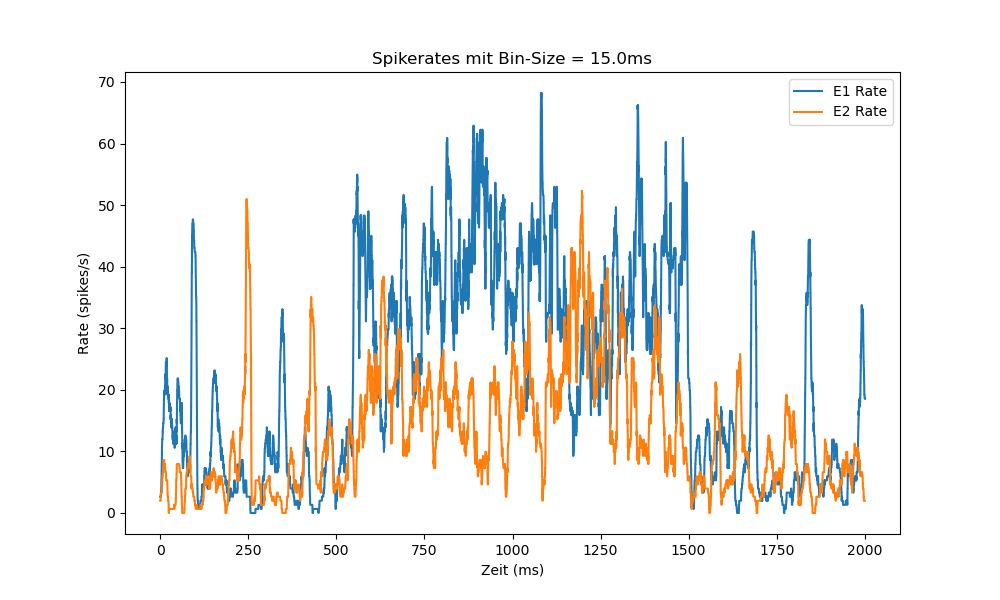 Spikerates mit Bin-Size = 15.0ms
E1 Rate
E2 Rate
70
60
50
40
30
20
10
0
Rate (spikes/s)
0 250 500 750 1000 1250 1500 1750 2000
Zeit (ms)